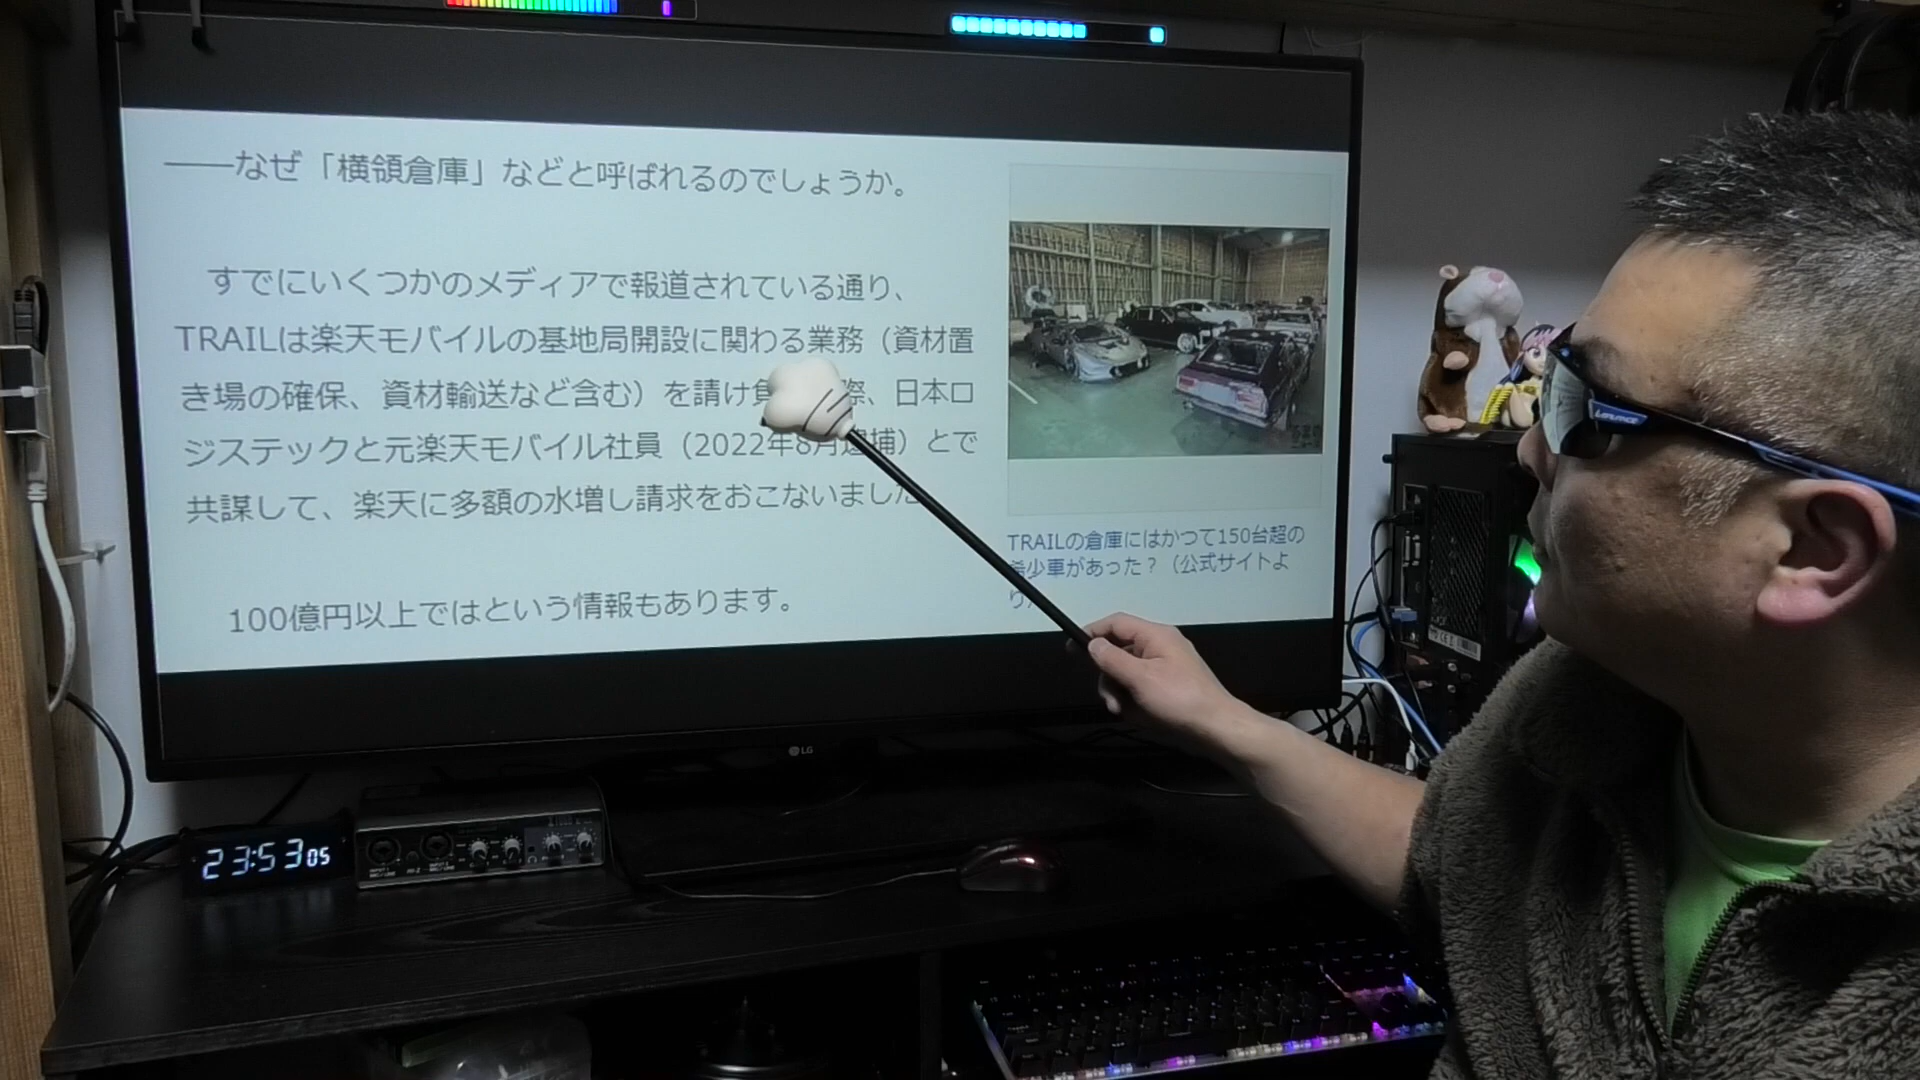 ――なぜ「横領倉庫」などと呼ばれるのでしょうか。
すでにいくつかのメディアで報道されている通り、
TRAILは楽天モバイルの基地局開設に関わる業務（資材置
き場の確保、資材輸送など含む）を請け負 際、日本ロ
ジステックと元楽天モバイル社員（2022年8月逮捕）とで
共謀して、楽天に多額の水増し請求をおこないました
100億円以上ではという情報もあります。
TRAILの倉庫にはかつて150台超の
希少車があった？（公式サイトよ
り）
LG
23:53 05